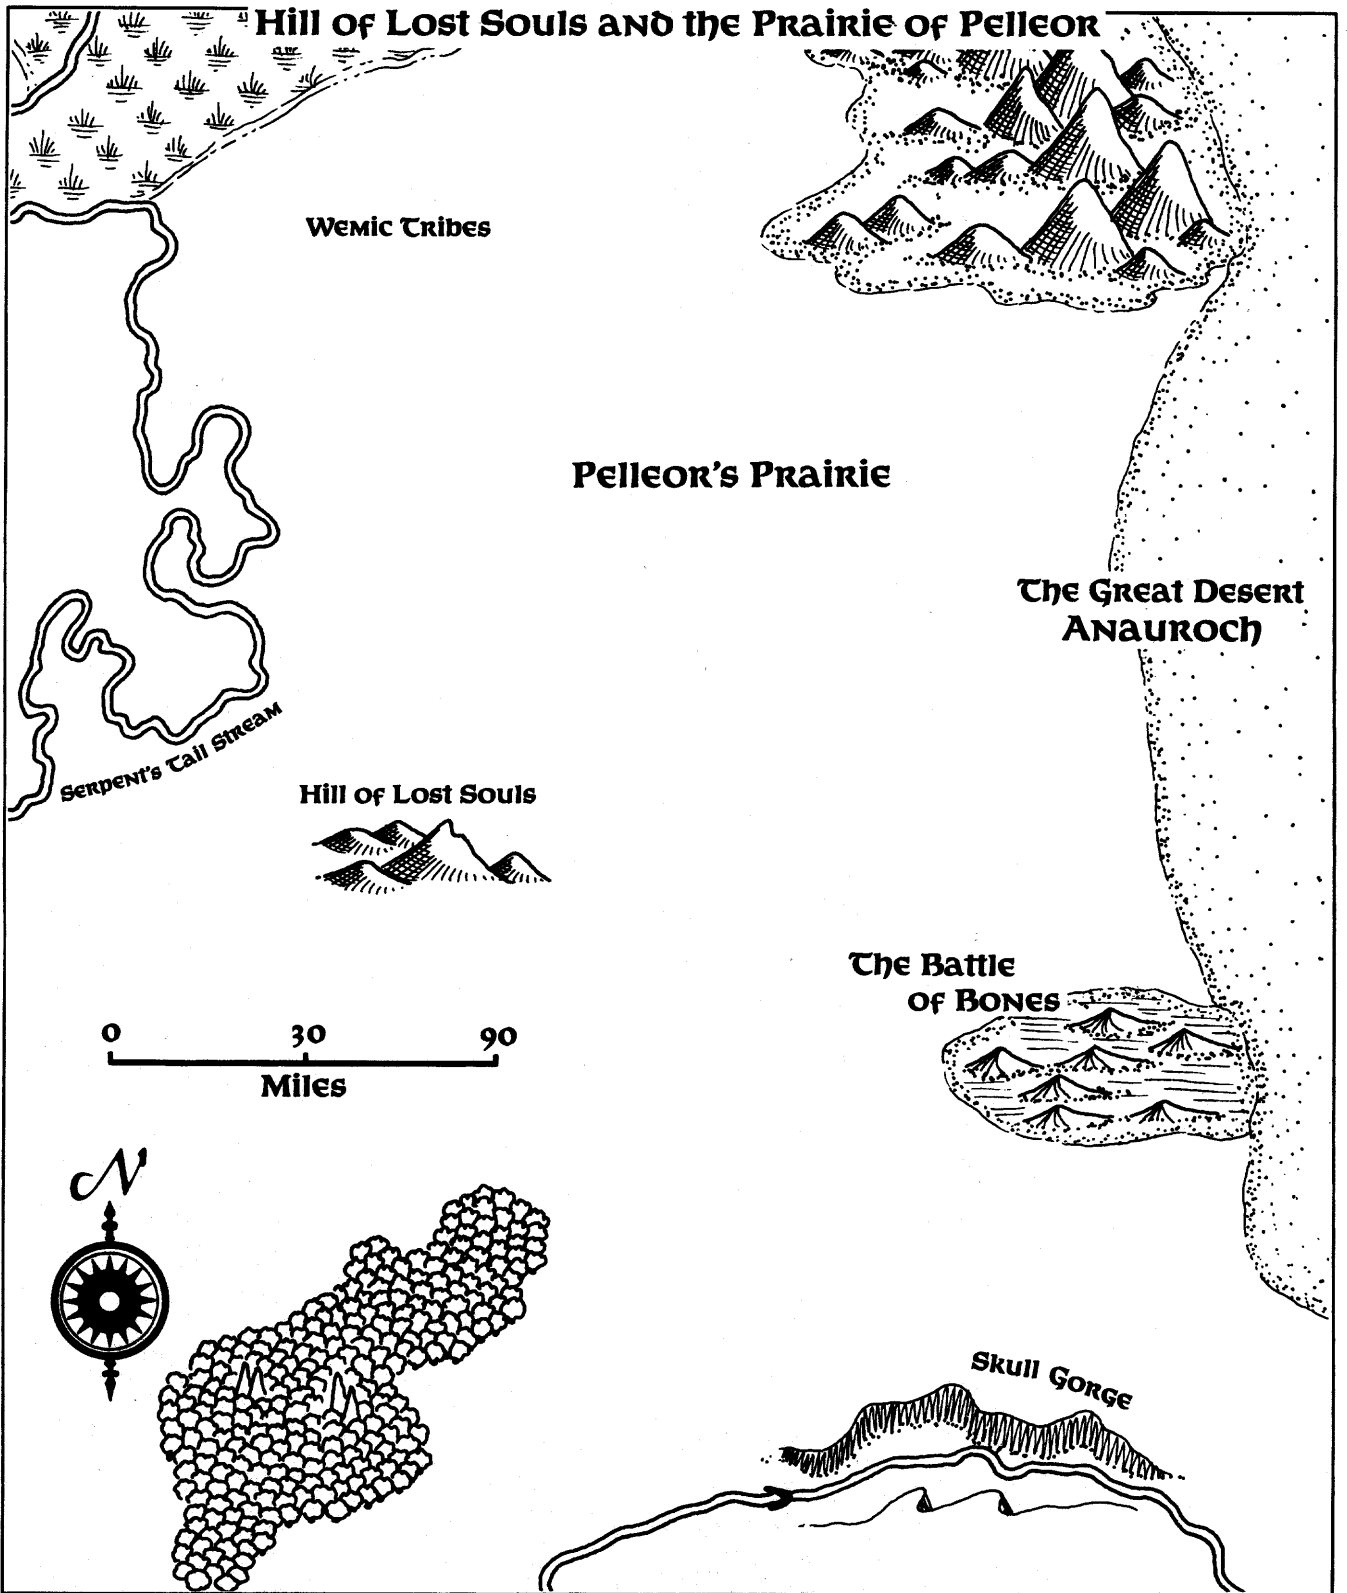 Hill of Lost Souls and the Prairie of Pelleor
Wemic Tribes
Pelleor's Prairie
The Great Desert
Anauroch
Serpent's Tail Stream
Hill of Lost Souls
The Battle
of Bones
0 30 90
Miles
N
Skull Gorge